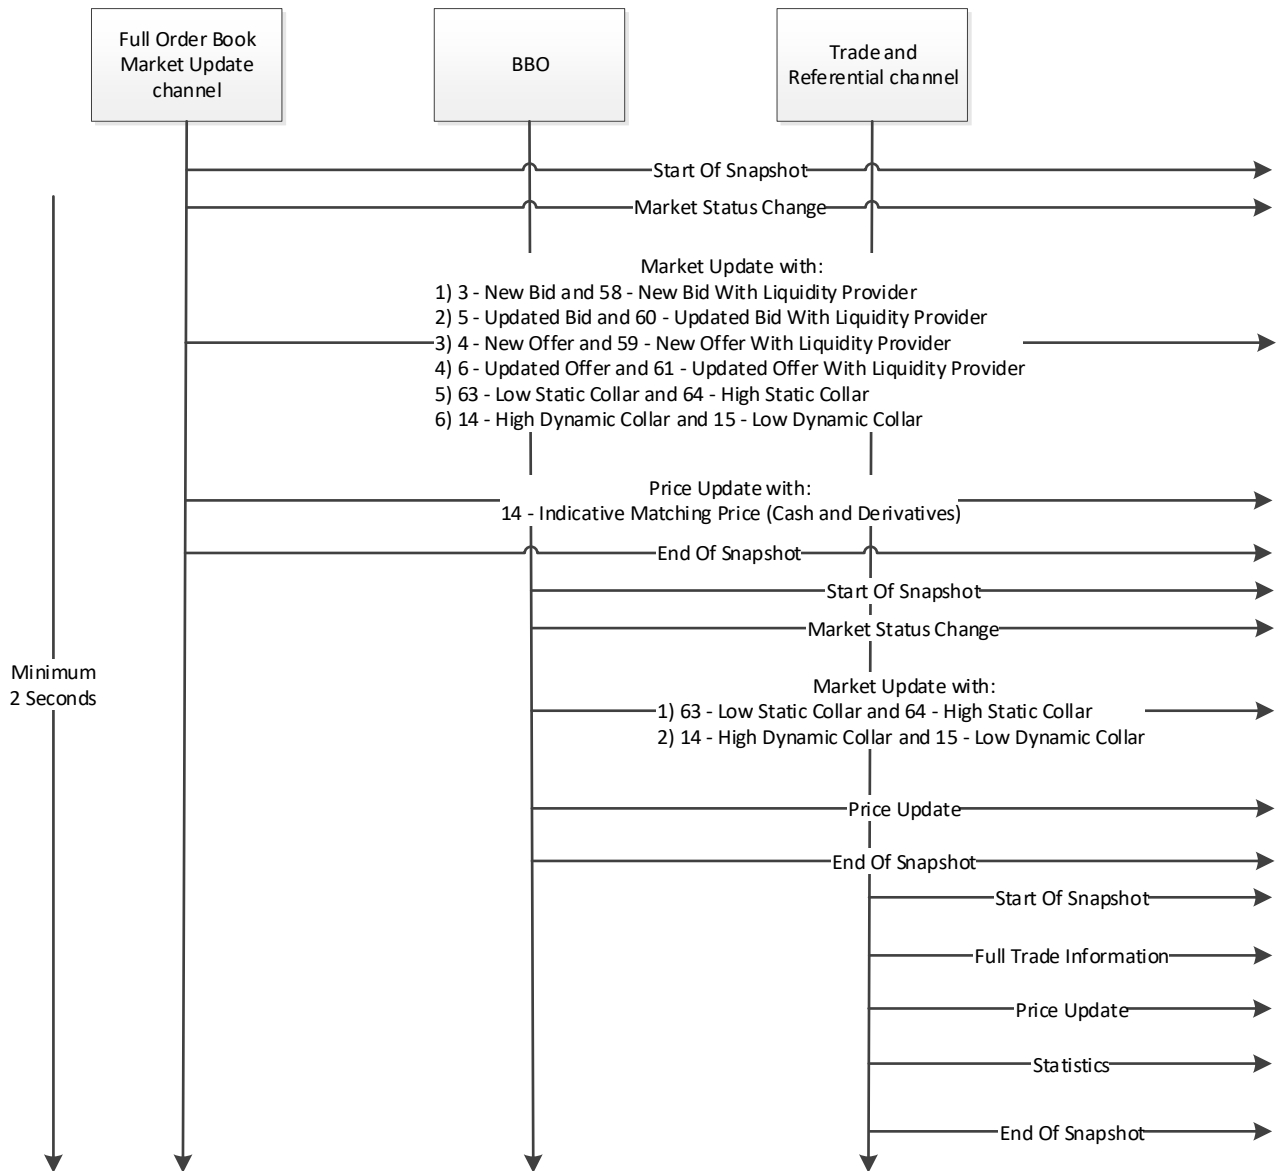 Full Order Book
Market Update
channel
BBO
Trade and
Referential channel
Start Of Snapshot
Market Status Change
Market Update with:
1) 3 - New Bid and 58 - New Bid With Liquidity Provider
2) 5 - Updated Bid and 60 - Updated Bid With Liquidity Provider
3) 4 - New Offer and 59 - New Offer With Liquidity Provider
4) 6 - Updated Offer and 61 - Updated Offer With Liquidity Provider
5) 63 - Low Static Collar and 64 - High Static Collar
6) 14 - High Dynamic Collar and 15 - Low Dynamic Collar
Price Update with:
14 - Indicative Matching Price (Cash and Derivatives)
End Of Snapshot
Start Of Snapshot
Market Status Change
Minimum
2 Seconds
Market Update with:
1) 63 - Low Static Collar and 64 - High Static Collar
2) 14 - High Dynamic Collar and 15 - Low Dynamic Collar
Price Update
End Of Snapshot
Start Of Snapshot
Full Trade Information
Price Update
Statistics
End Of Snapshot